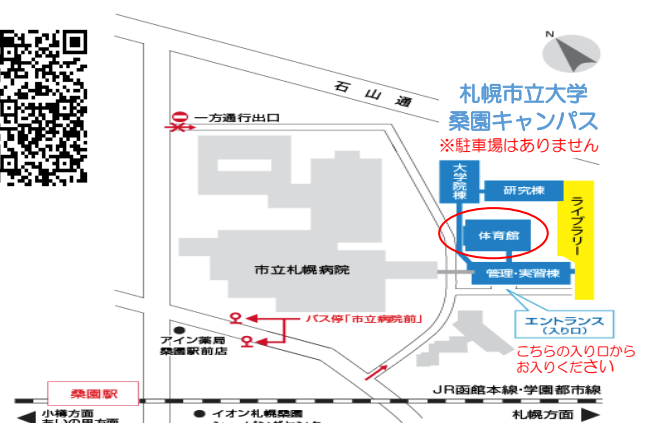 N
石山通
札幌市立大学
桑園キャンパス
※駐車場はありません
一方通行出口
大学院棟
研究棟
ライブラリー
体育館
市立札幌病院
管理・実習棟
バス停「市立病院前」
エントランス
(入り口)
アイン薬局
桑園駅前店
こちらの入り口から
お入りください
JR函館本線・学園都市線
桑園駅
小樽方面
あいの里方面
イオン札幌桑園
札幌方面